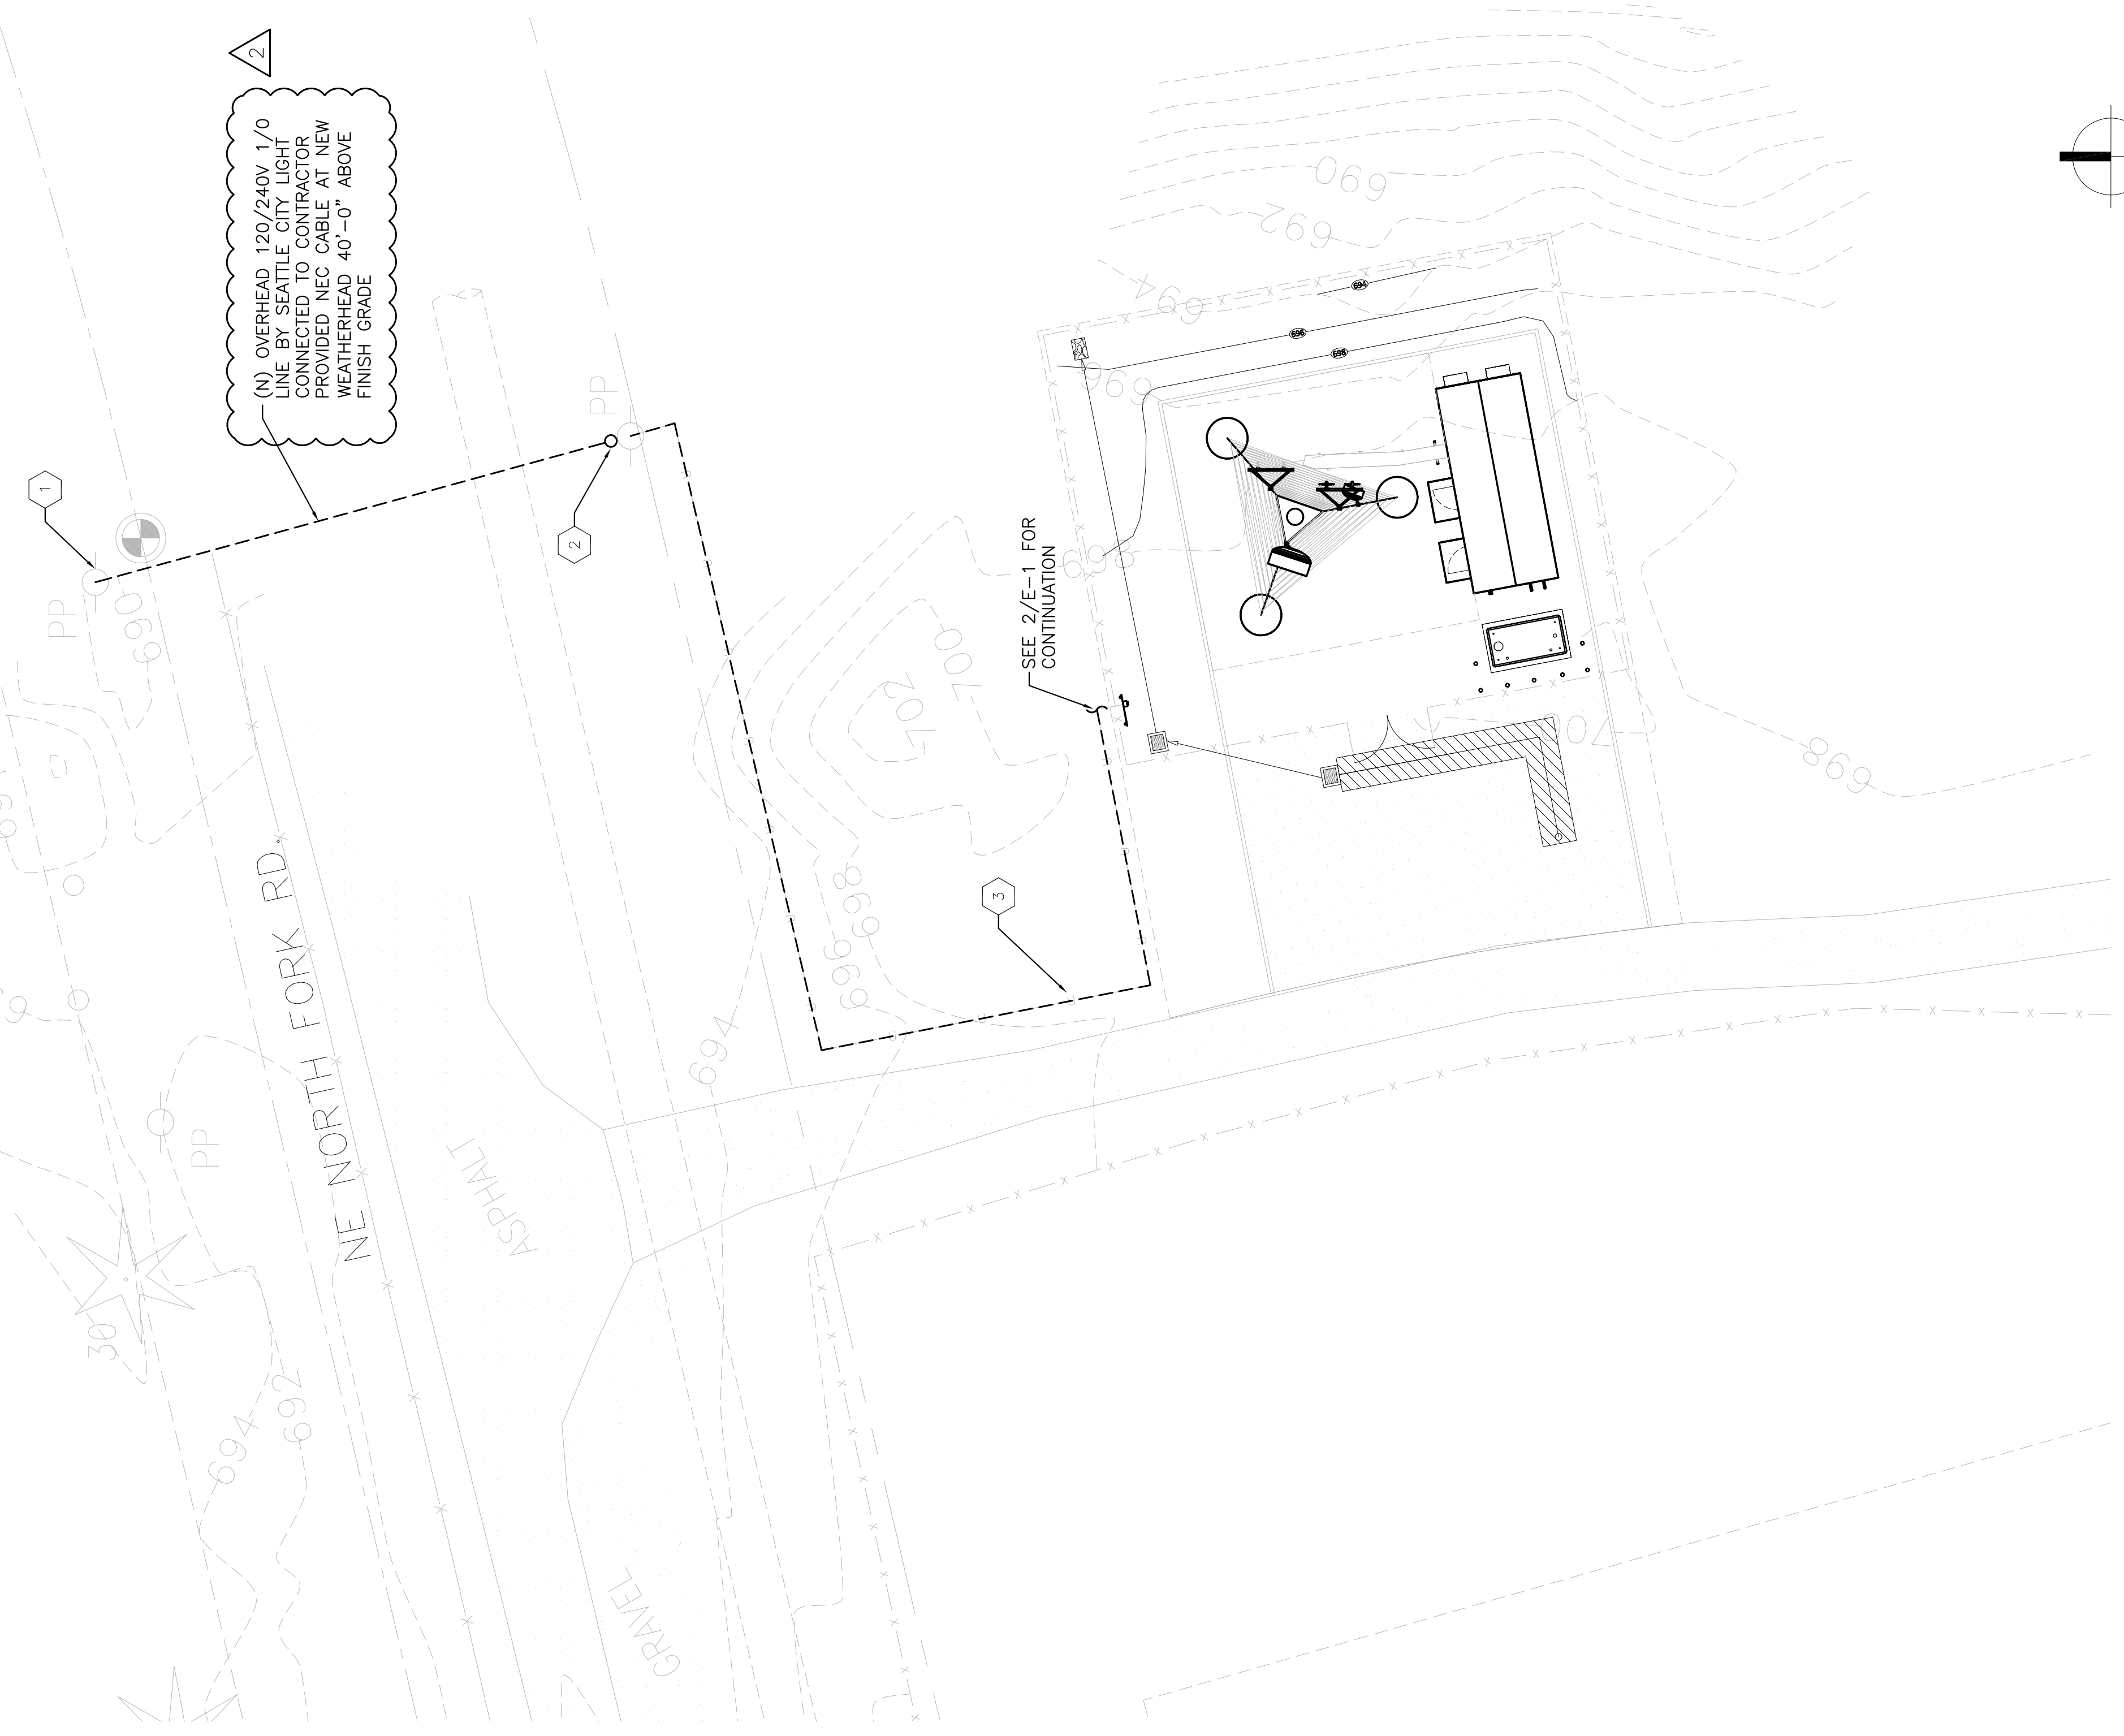 2
(N) OVERHEAD 120/240V 1/0
LINE BY SEATTLE CITY LIGHT
CONNECTED TO CONTRACTOR
PROVIDED NEC CABLE AT NEW
WEATHERHEAD 40'-0" ABOVE
FINISH GRADE
1
PP
690
PP
2
690
692
694
694
696
698
696
698
SEE 2/E-1 FOR
CONTINUATION
700
702
3
698
696
694
700
698
NE NORTH FORK RD.
PP
ASPHALT
30
692
694
GRAVEL